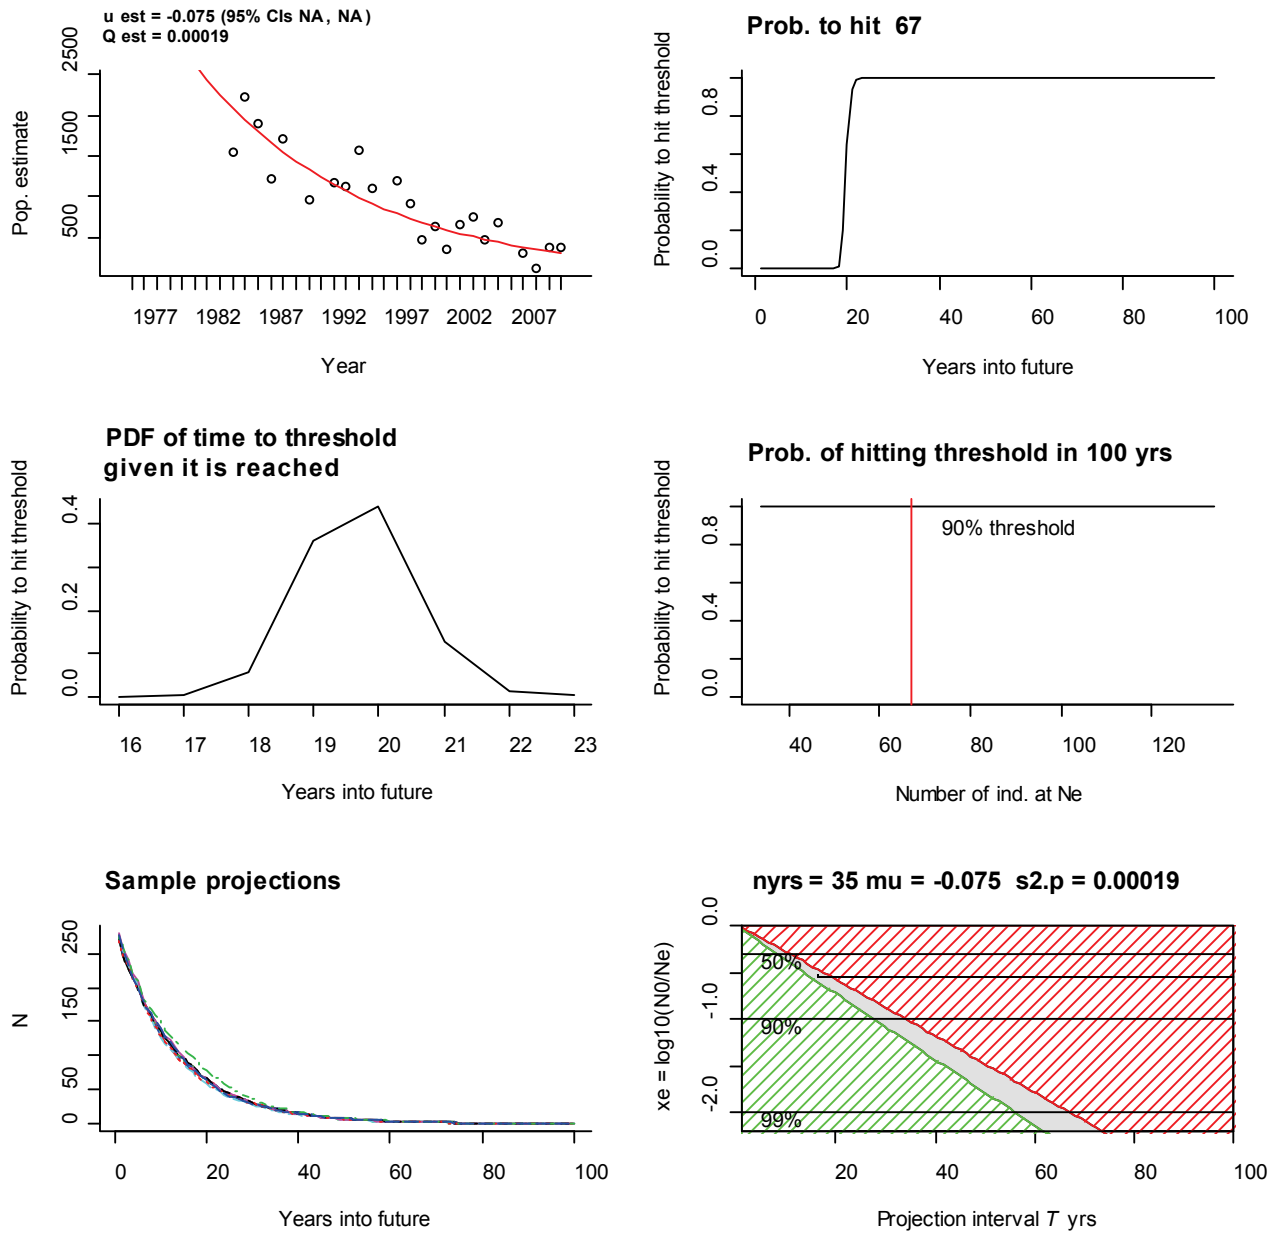 u est = -0.075 (95% CIs NA, NA)
Q est = 0.00019
2500
1500
500
Pop. estimate
1977 1982 1987 1992 1997 2002 2007
Year
Prob. to hit 67
0.8
0.4
0.0
Probability to hit threshold
0 20 40 60 80 100
Years into future
PDF of time to threshold
given it is reached
0.4
0.2
0.0
Probability to hit threshold
16 17 18 19 20 21 22 23
Years into future
Prob. of hitting threshold in 100 yrs
0.8
0.4
0.0
Probability to hit threshold
90% threshold
40 60 80 100 120
Number of ind. at Ne
Sample projections
250
150
50
0
N
0 20 40 60 80 100
Years into future
nyrs = 35 mu = -0.075 s2.p = 0.00019
0.0
-1.0
-2.0
xe = log10(N0/Ne)
50%
90%
99%
20 40 60 80 100
Projection interval T yrs